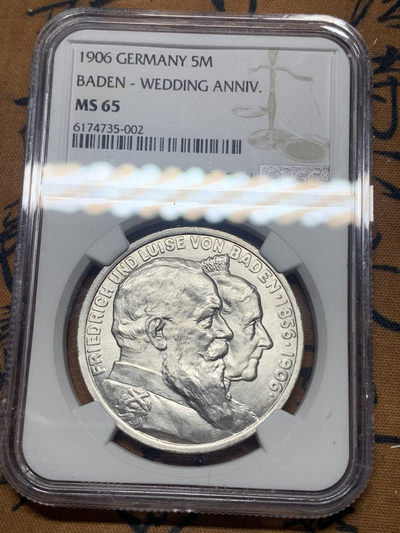 1906 GERMANY 5M
BADEN - WEDDING ANNIV.
MS 65
6174735-002
FRIEDRICH UND LUISE VON BADEN·1856·1906·